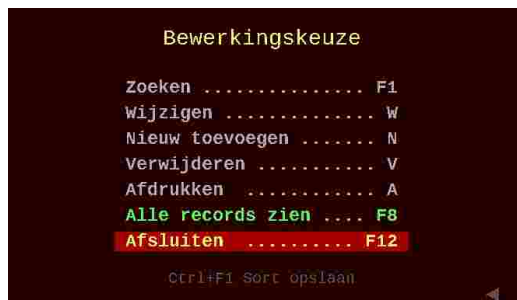 Bewerkingskeuze
Zoeken ............... F1
Wijzigen .............. W
Nieuw toevoegen ....... N
Verwijderen ........... V
Afdrukken ............ A
Alle records zien .... F8
Afsluiten .......... F12
Ctrl+F1 Sort opslaan